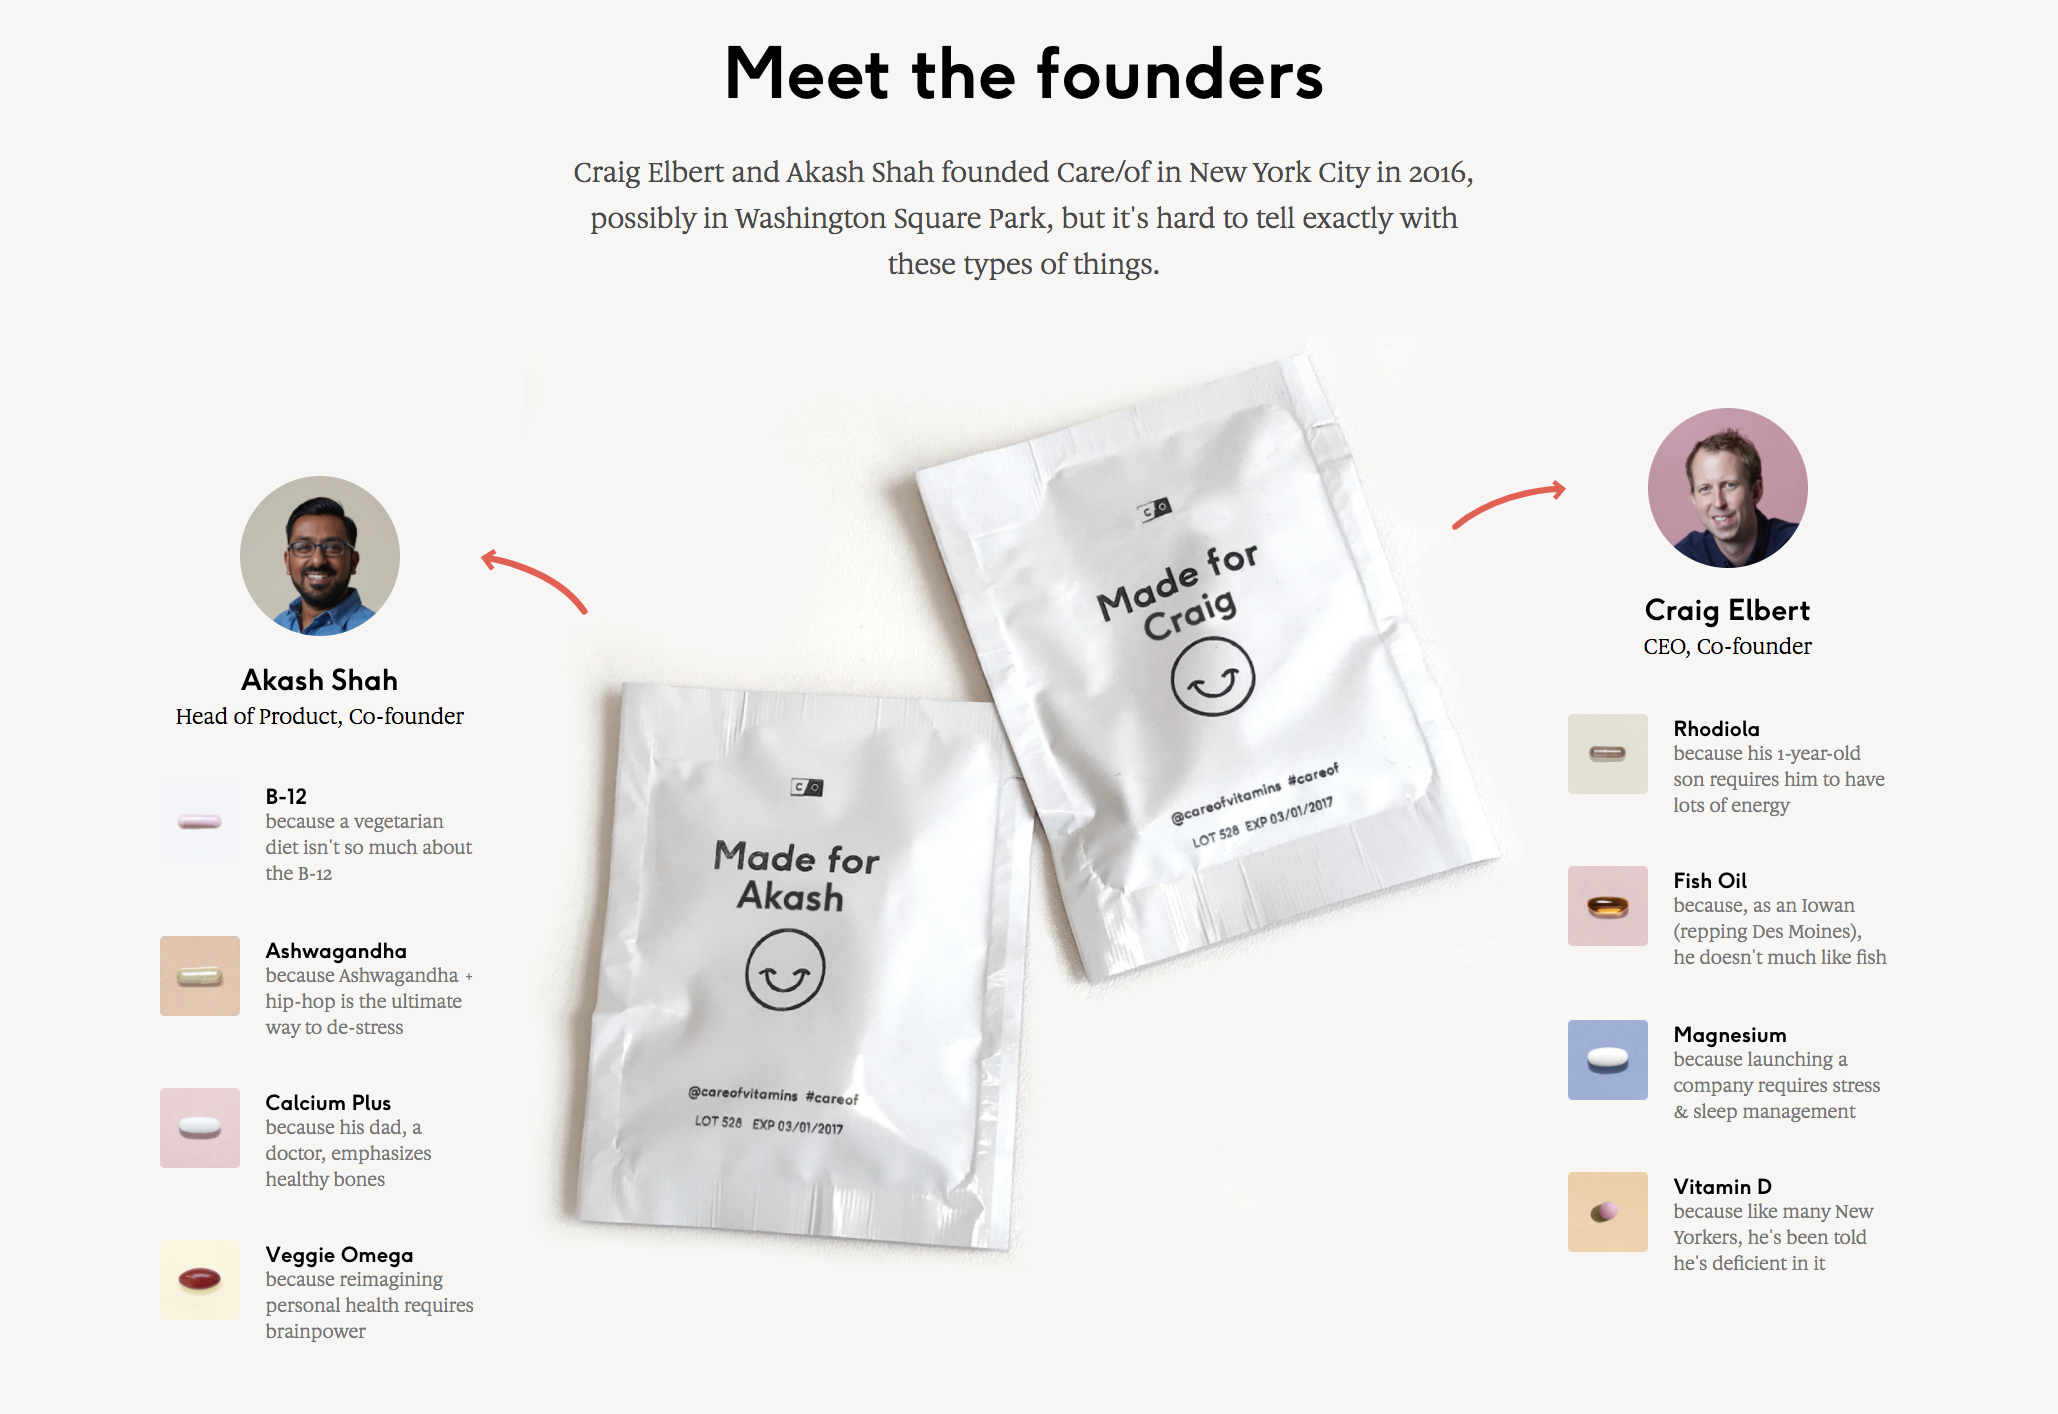 Meet the founders
Craig Elbert and Akash Shah founded Care/of in New York City in 2016,
possibly in Washington Square Park, but it's hard to tell exactly with
these types of things.
Akash Shah
Head of Product, Co-founder
B-12
because a vegetarian
diet isn't so much about
the B-12
Ashwagandha
because Ashwagandha +
hip-hop is the ultimate
way to de-stress
Calcium Plus
because his dad, a
doctor, emphasizes
healthy bones
Veggie Omega
because reimagining
personal health requires
brainpower
C/O
Made for
Akash
@careofvitamins #careof
LOT 528 EXP 03/01/2017
C/O
Made for
Craig
@careofvitamins #careof
LOT 528 EXP 03/01/2017
Craig Elbert
CEO, Co-founder
Rhodiola
because his 1-year-old
son requires him to have
lots of energy
Fish Oil
because, as an Iowan
(repping Des Moines),
he doesn't much like fish
Magnesium
because launching a
company requires stress
& sleep management
Vitamin D
because like many New
Yorkers, he's been told
he's deficient in it